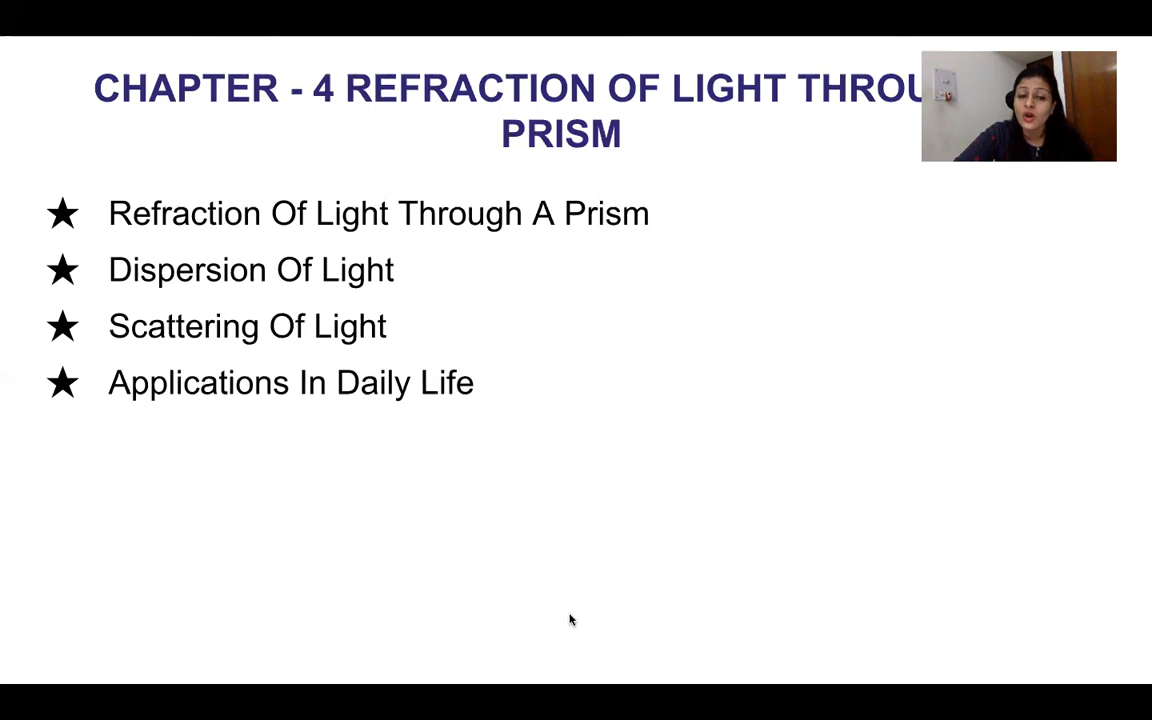 CHAPTER - 4 REFRACTION OF LIGHT
PRISM
★ Refraction Of Light Through A Prism
★ Dispersion Of Light
★ Scattering Of Light
★ Applications In Daily Life